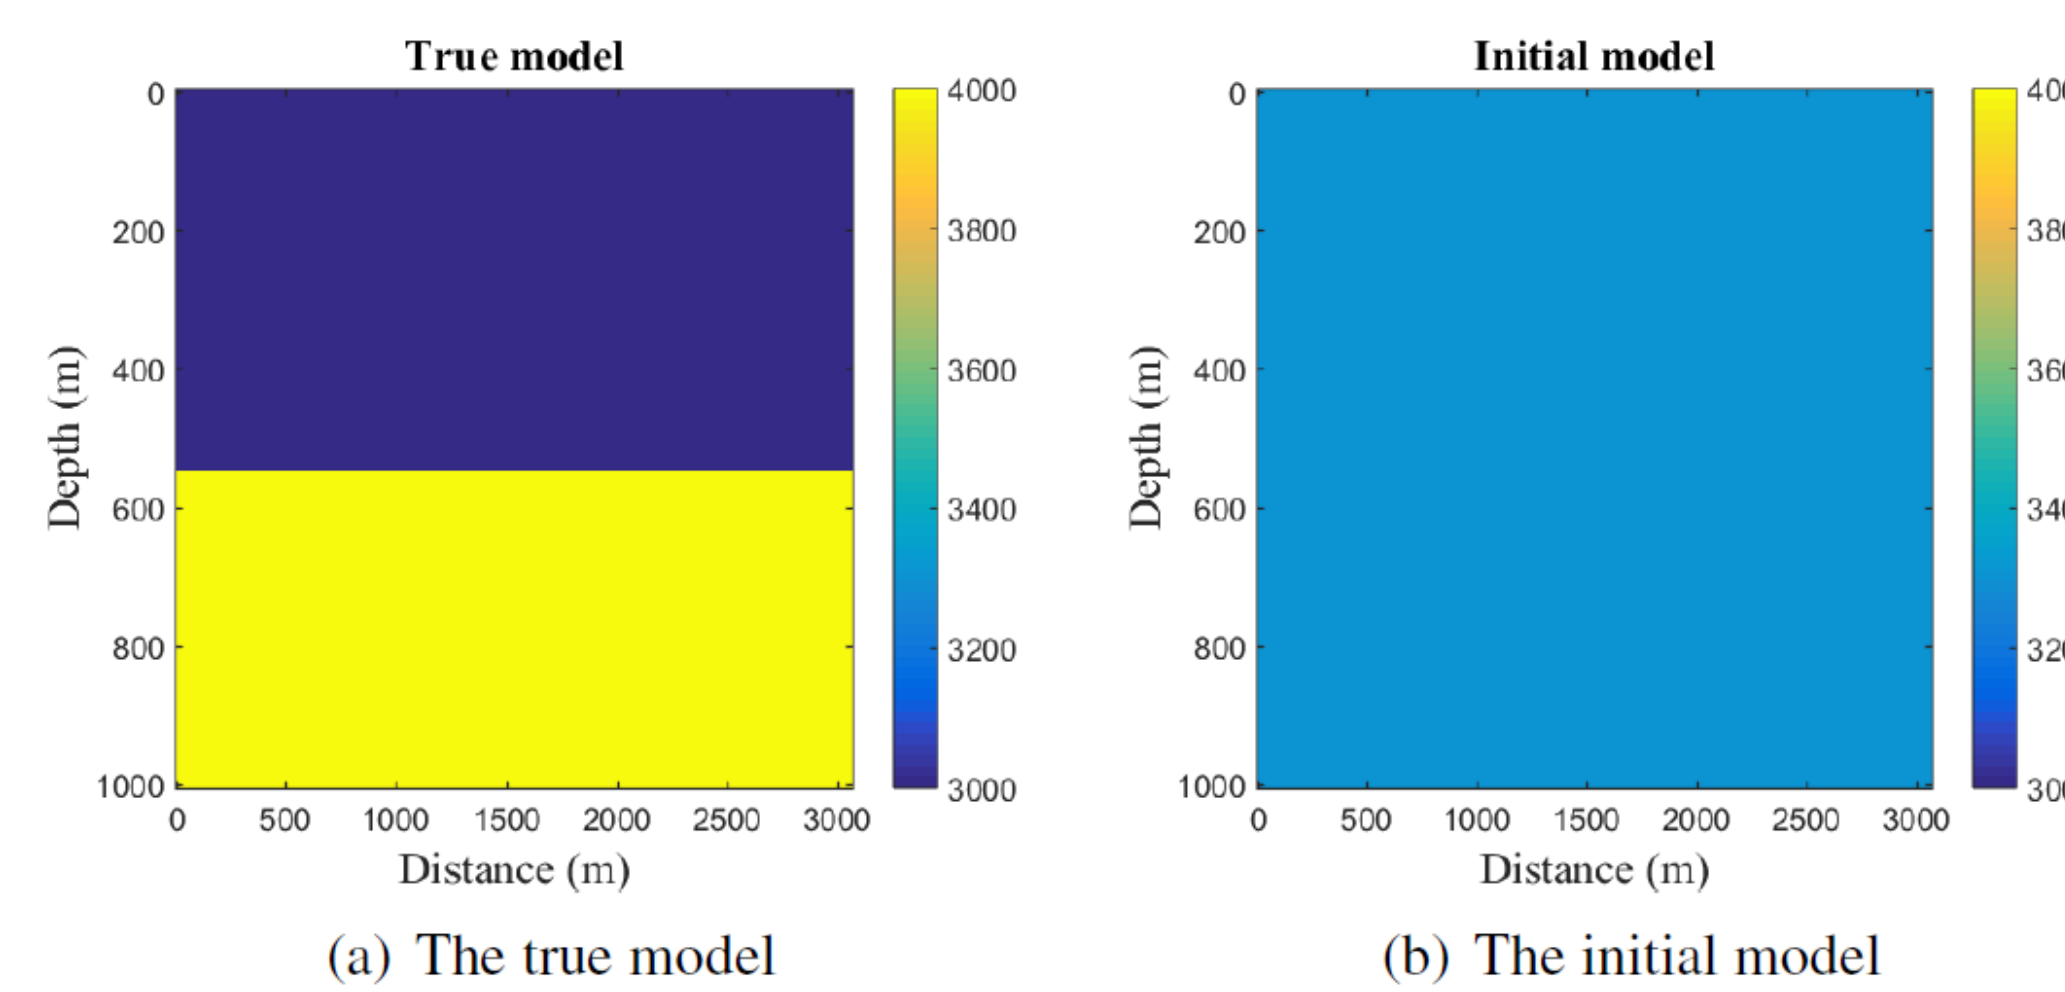 True model
Initial model
0
200
400
600
800
1000
Depth (m)
0 500 1000 1500 2000 2500 3000
Distance (m)
4000
3800
3600
3400
3200
3000
0
200
400
600
800
1000
Depth (m)
0 500 1000 1500 2000 2500 3000
Distance (m)
(a) The true model
(b) The initial model